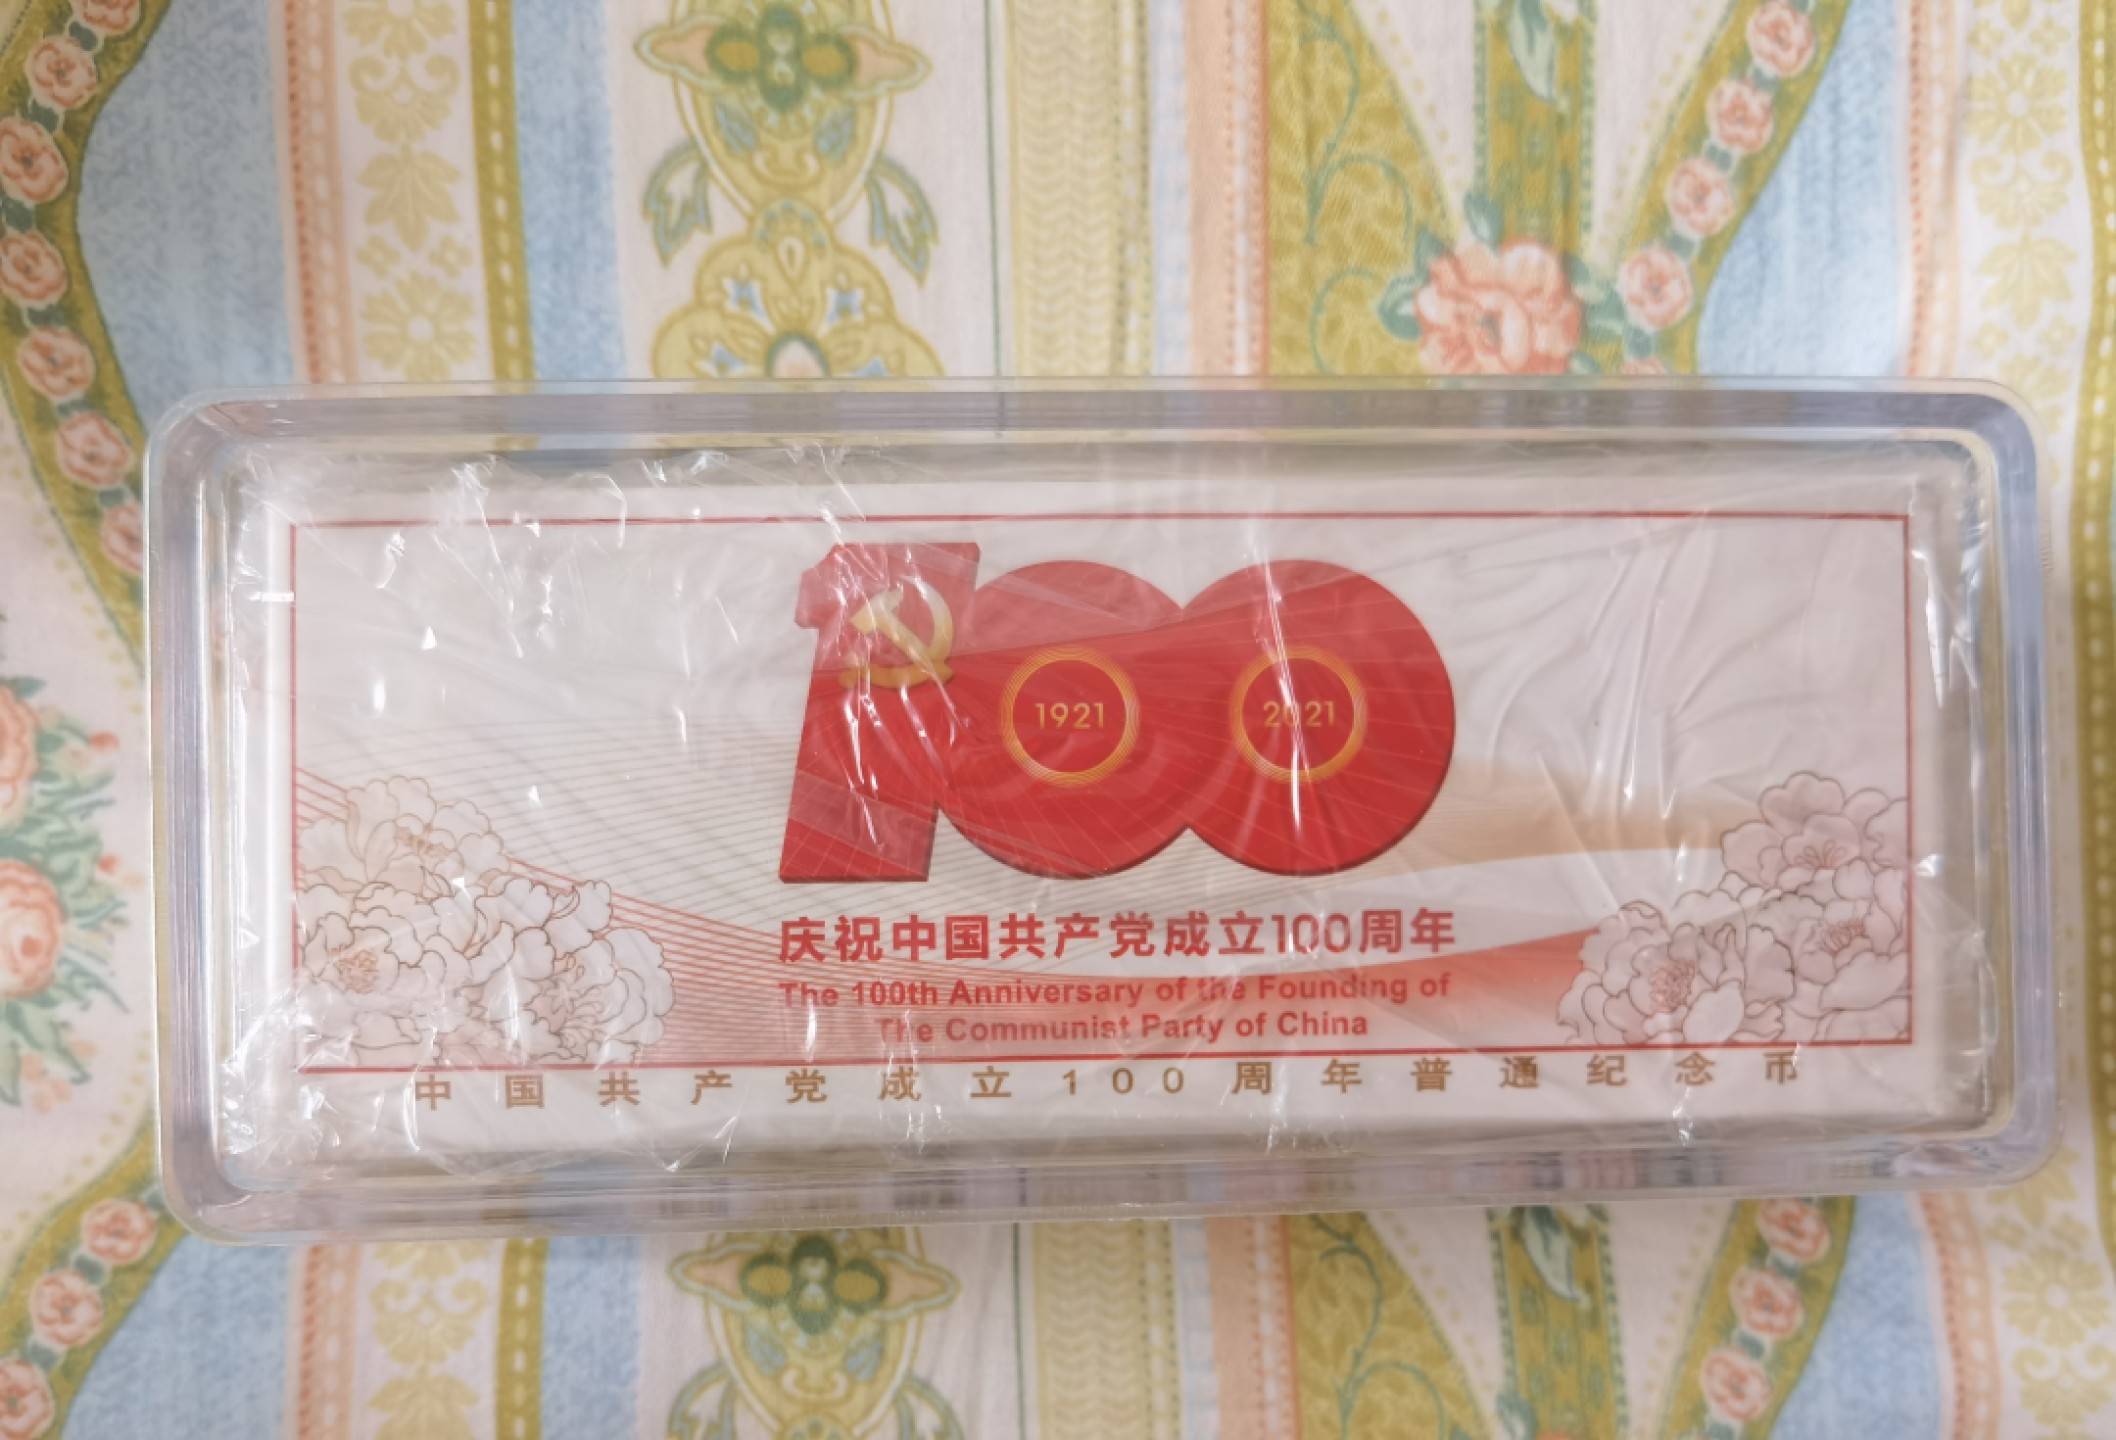 100
1921
2021
庆祝中国共产党成立100周年
The 100th Anniversary of the Founding of
The Communist Party of China
中国共产党成立100周年普通纪念币